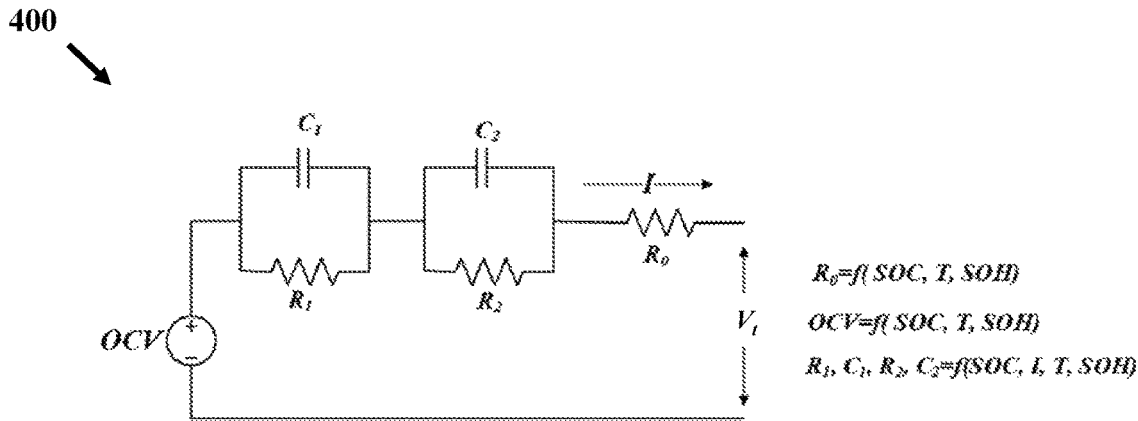 400
C₁
C₂
I
R₀
R₁
R₂
OCV
+
−
Vₜ
R₀=f( SOC, T, SOH)
OCV=f( SOC, T, SOH)
R₁, C₁, R₂, C₂=f(SOC, I, T, SOH)